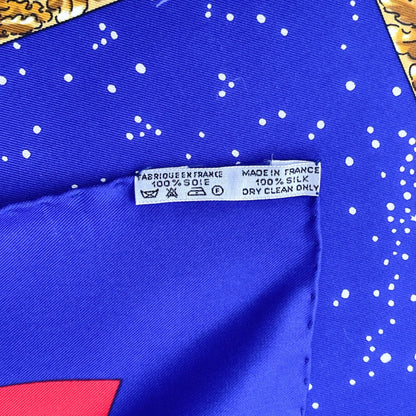 FABRIQUE EN FRANCE
100% SOIE
MADE IN FRANCE
100% SILK
DRY CLEAN ONLY